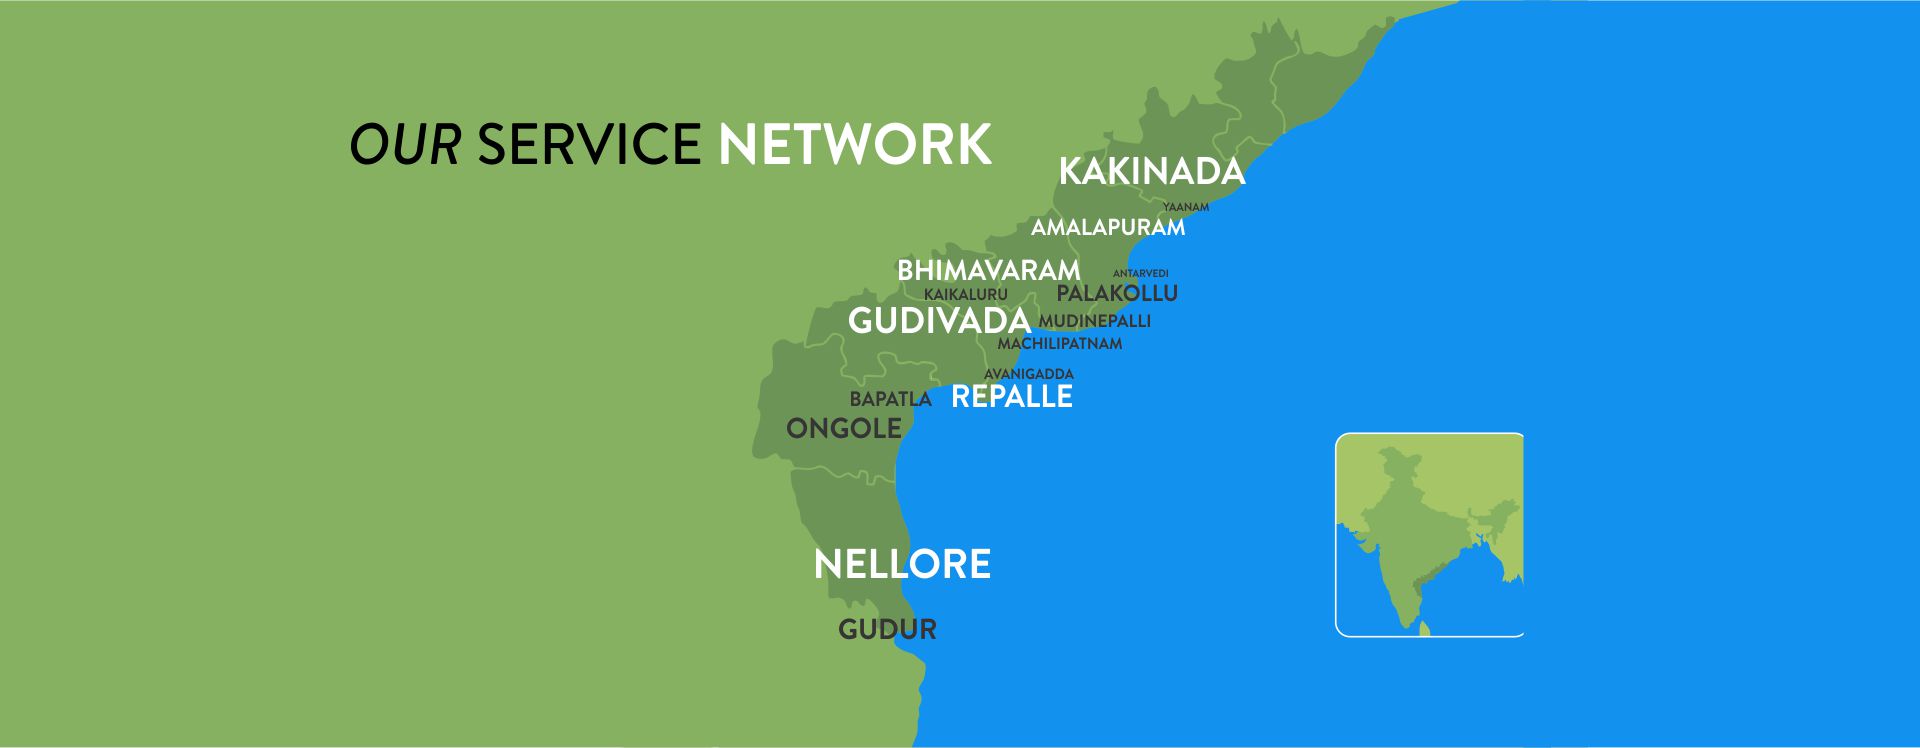 OUR SERVICE NETWORK
KAKINADA
YAANAM
AMALAPURAM
BHIMAVARAM
ANTARVEDI
KAIKALURU
PALAKOLLU
GUDIVADA
MUDINEPALLI
MACHILIPATNAM
AVANIGADDA
BAPATLA
REPALLE
ONGOLE
NELLORE
GUDUR